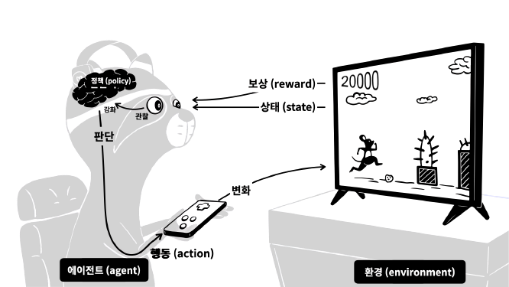 정책 (policy)
강화
관찰
판단
보상 (reward)
상태 (state)
20000
변화
행동 (action)
에이전트 (agent)
환경 (environment)